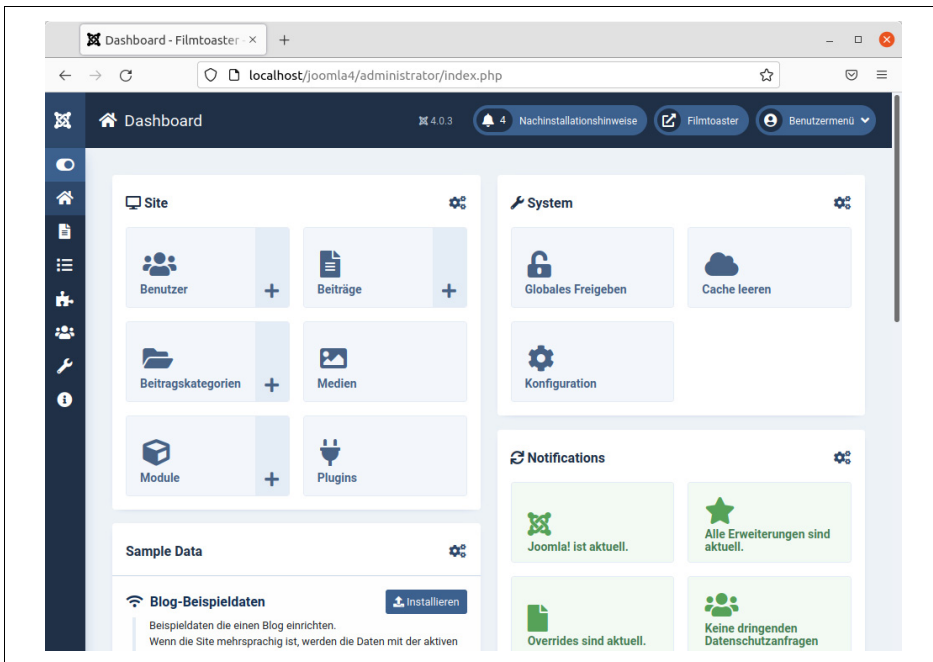 Dashboard - Filmtoaster -
localhost/joomla4/administrator/index.php
Dashboard
4.0.3
4 Nachinstallationshinweise
Filmtoaster
Benutzermenü
Site
Benutzer
Beiträge
Beitragskategorien
Medien
Module
Plugins
Sample Data
Blog-Beispieldaten
Installieren
Beispieldaten die einen Blog einrichten.
Wenn die Site mehrsprachig ist, werden die Daten mit der aktiven
System
Globales Freigeben
Cache leeren
Konfiguration
Notifications
Joomla! ist aktuell.
Alle Erweiterungen sind
aktuell.
Overrides sind aktuell.
Keine dringenden
Datenschutzanfragen